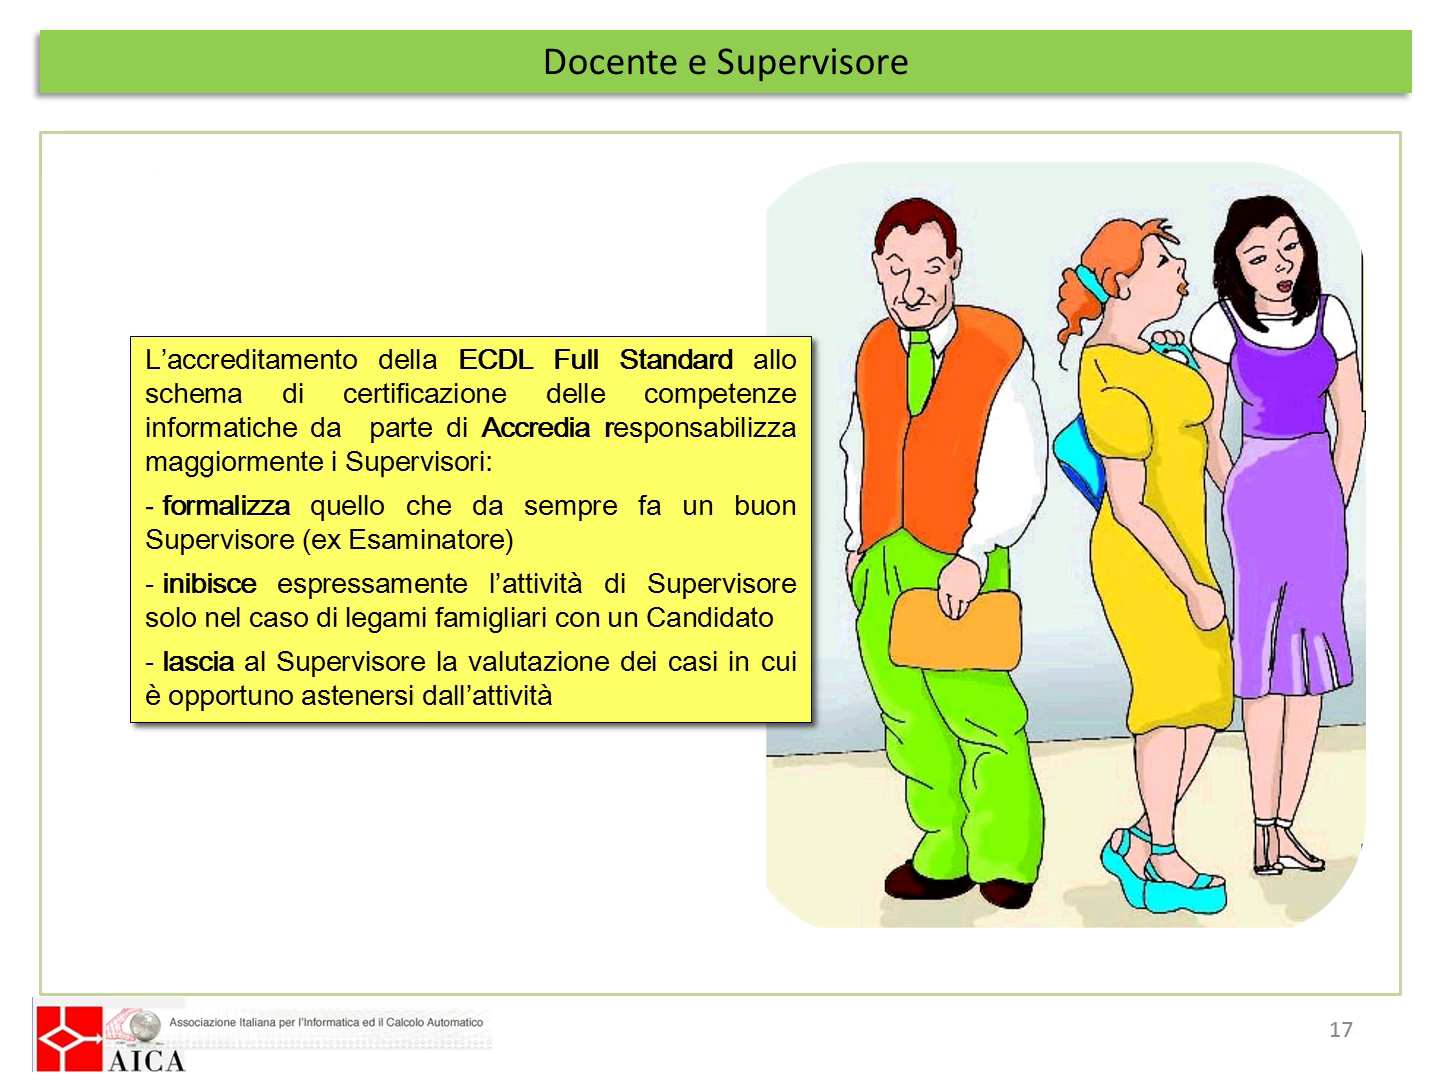 Docente e Supervisore
L’accreditamento della ECDL Full Standard allo
schema di certificazione delle competenze
informatiche da parte di Accredia responsabilizza
maggiormente i Supervisori:
- formalizza quello che da sempre fa un buon
Supervisore (ex Esaminatore)
- inibisce espressamente l’attività di Supervisore
solo nel caso di legami famigliari con un Candidato
- lascia al Supervisore la valutazione dei casi in cui
è opportuno astenersi dall’attività
Associazione Italiana per l'Informatica ed il Calcolo Automatico
AICA
17